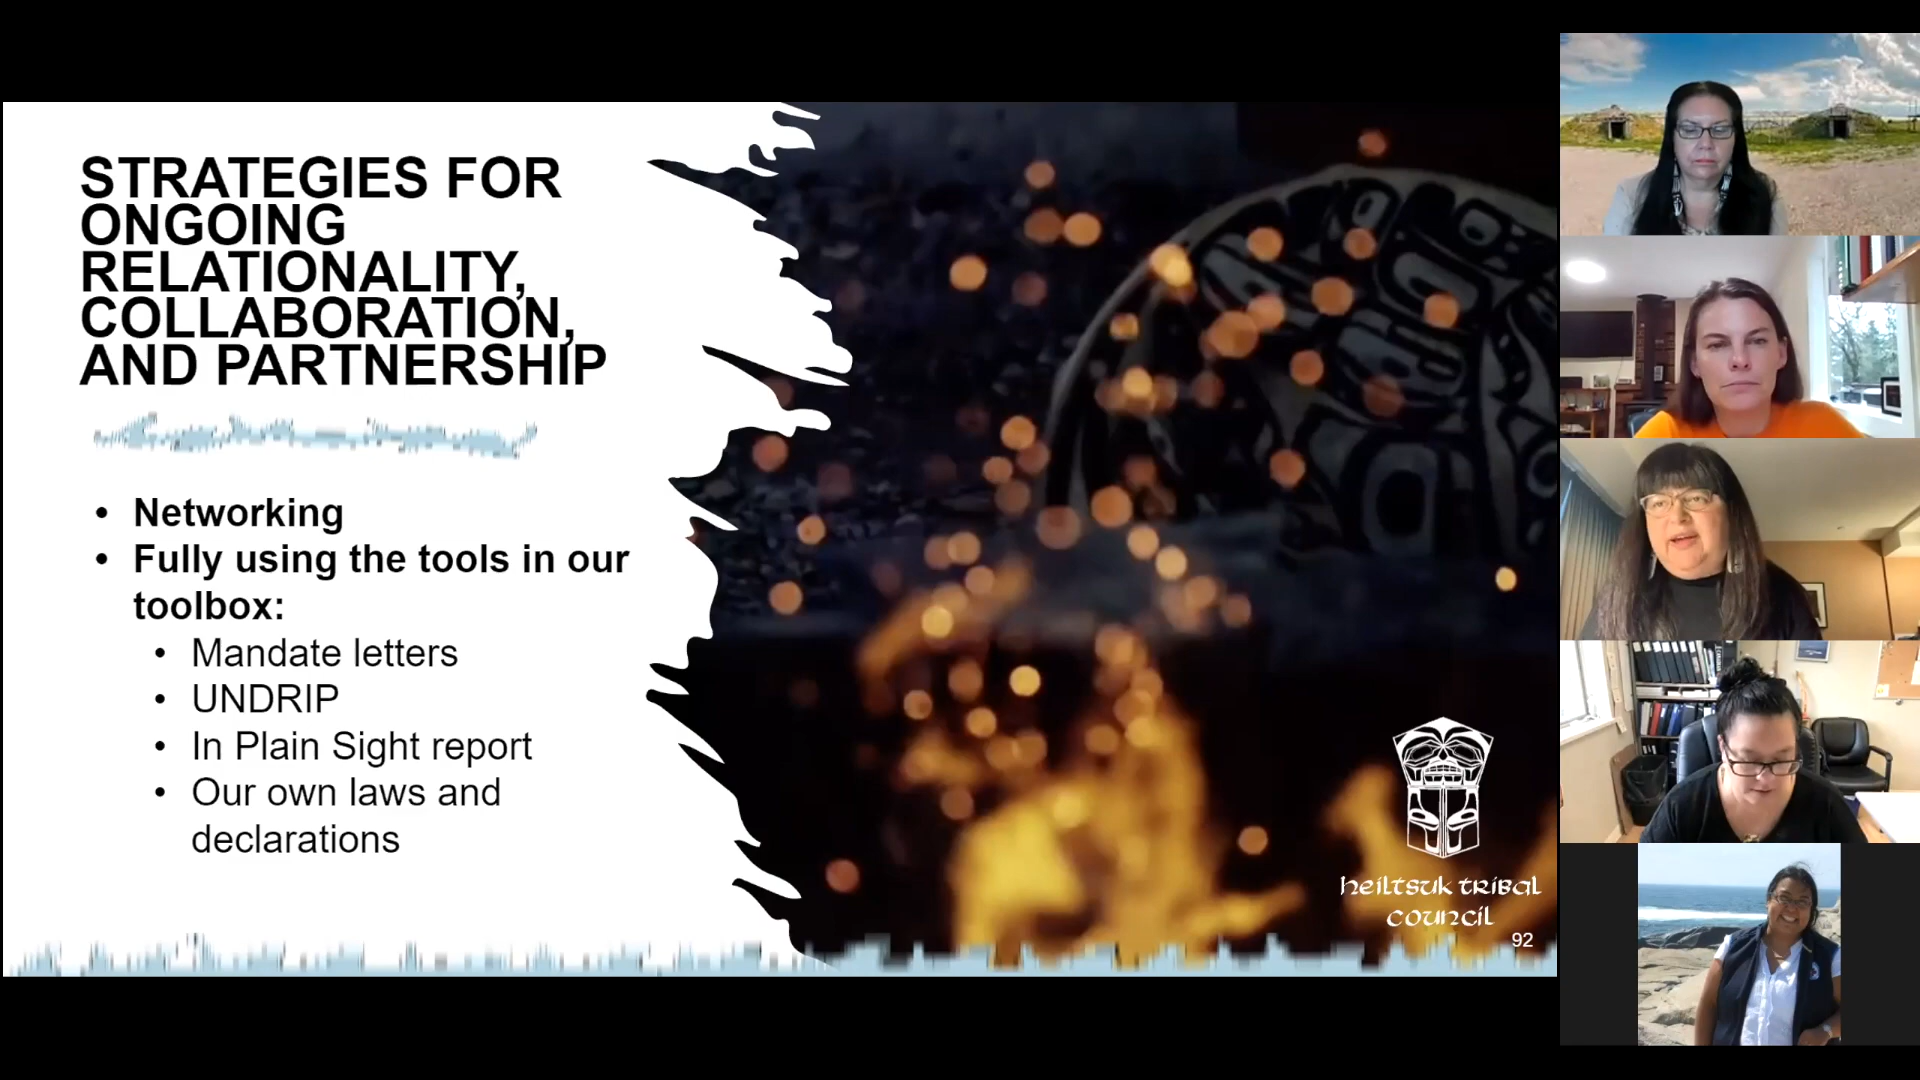 STRATEGIES FOR
ONGOING
RELATIONALITY,
COLLABORATION,
AND PARTNERSHIP
• Networking
• Fully using the tools in our
toolbox:
• Mandate letters
• UNDRIP
• In Plain Sight report
• Our own laws and
declarations
heiltsuk tribal
council
92